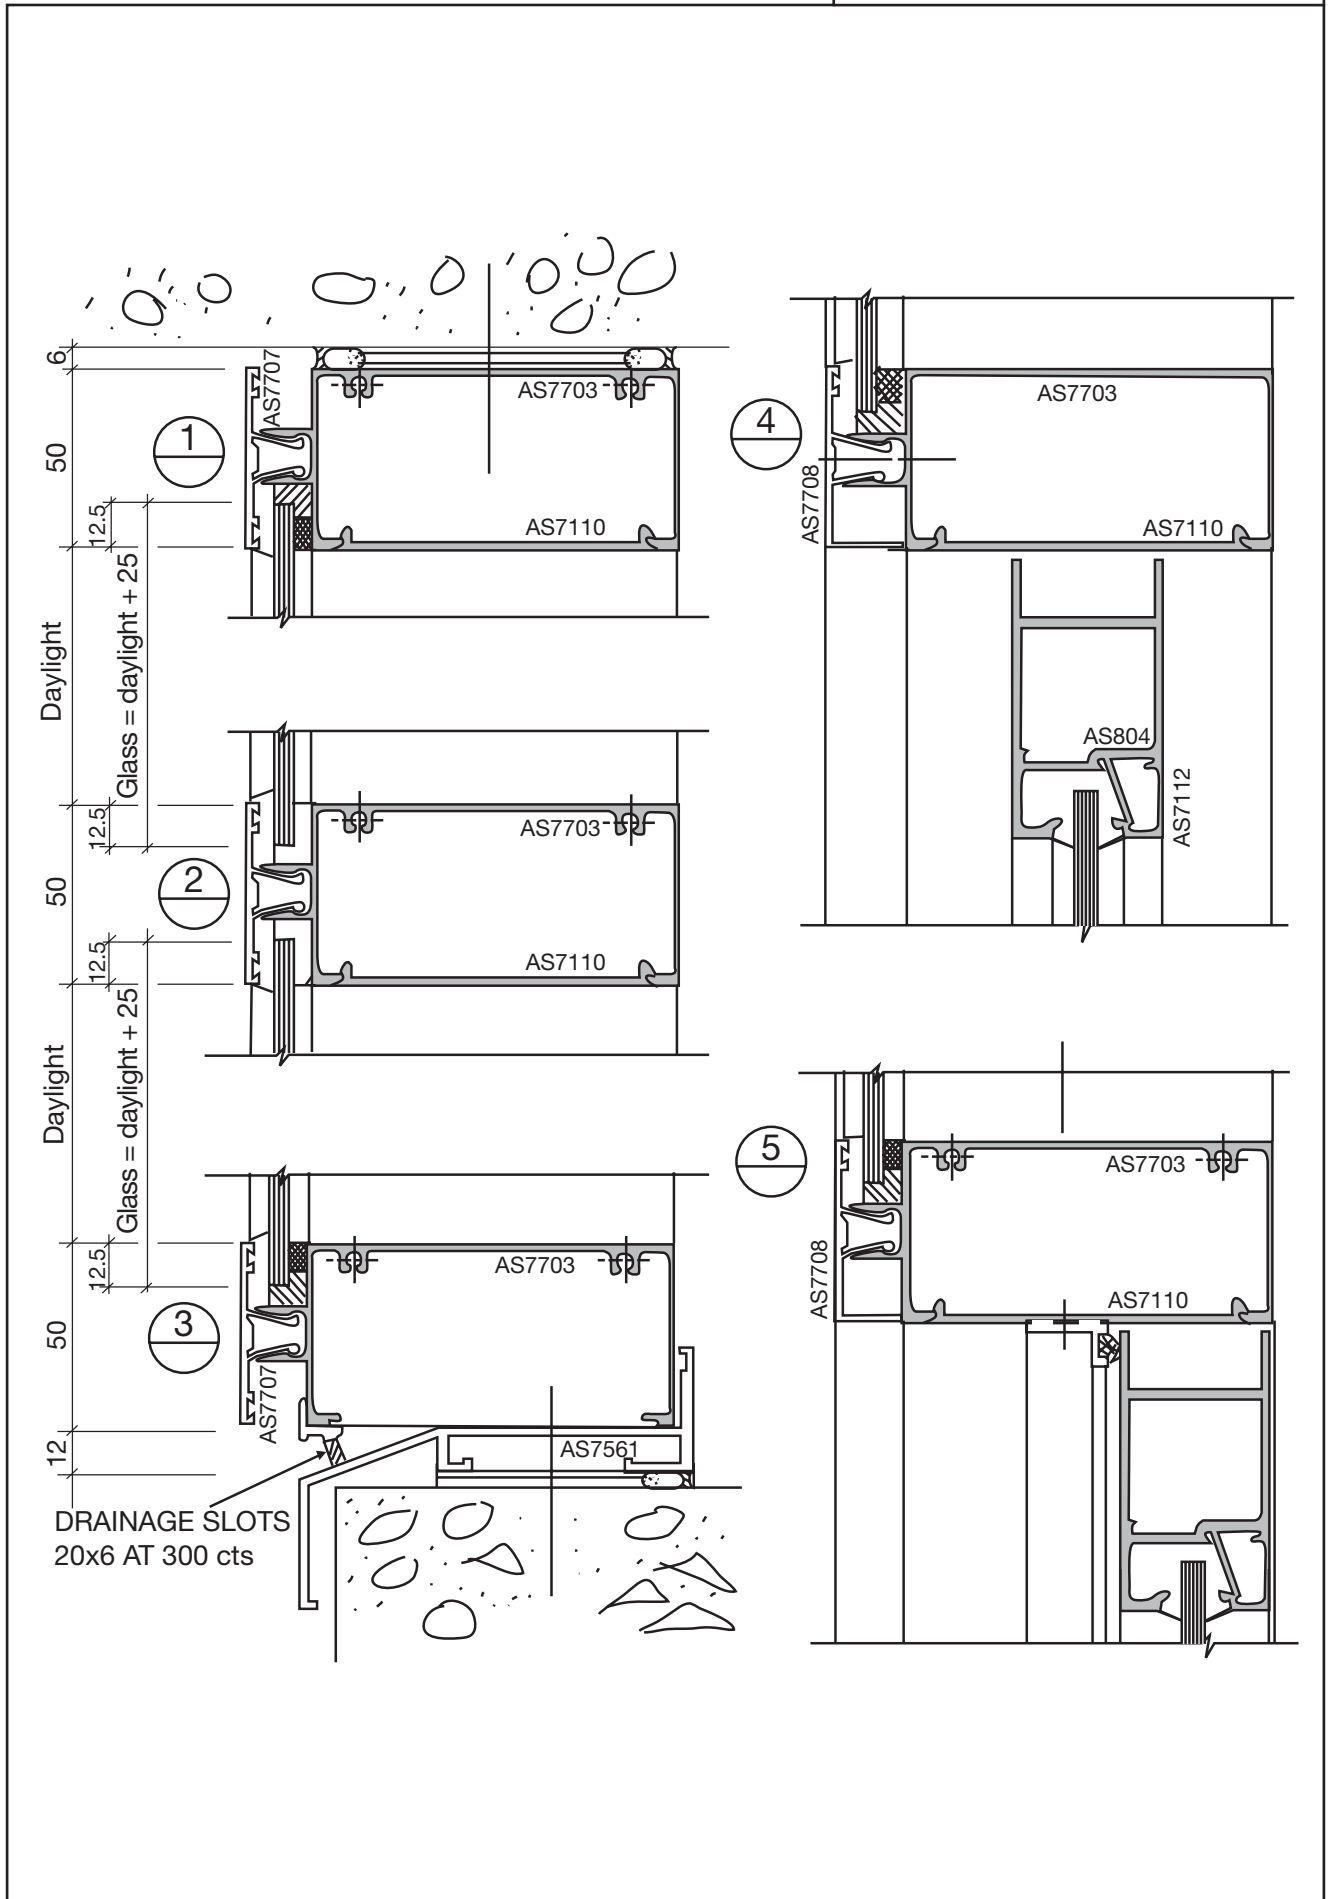 6
AS7707
AS7703
1
50
12.5
AS7110
Glass = daylight + 25
Daylight
12.5
AS7703
2
50
12.5
AS7110
Glass = daylight + 25
Daylight
12.5
AS7703
3
50
AS7707
12
AS7561
DRAINAGE SLOTS
20x6 AT 300 cts
AS7703
4
AS7708
AS7110
AS804
AS7112
5
AS7703
AS7708
AS7110